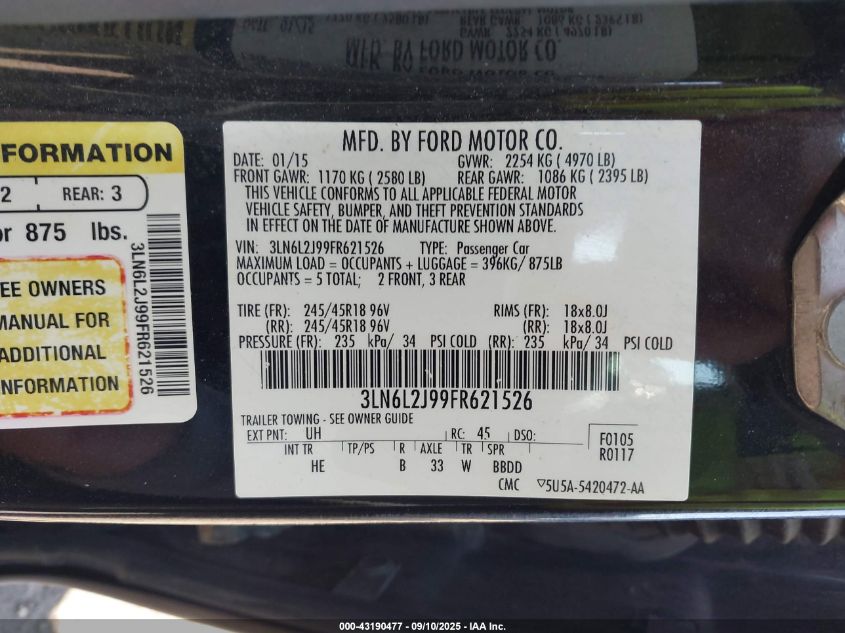 MFG. BY FORD MOTOR CO.
FORMATION
2 REAR: 3
or 875 lbs.
EE OWNERS
MANUAL FOR
ADDITIONAL
INFORMATION
3LN6L2J99FR621526
MFD. BY FORD MOTOR CO.
DATE: 01/15 GVWR: 2254 KG ( 4970 LB)
FRONT GAWR: 1170 KG ( 2580 LB) REAR GAWR: 1086 KG ( 2395 LB)
THIS VEHICLE CONFORMS TO ALL APPLICABLE FEDERAL MOTOR
VEHICLE SAFETY, BUMPER, AND THEFT PREVENTION STANDARDS
IN EFFECT ON THE DATE OF MANUFACTURE SHOWN ABOVE.
VIN: 3LN6L2J99FR621526 TYPE: Passenger Car
MAXIMUM LOAD = OCCUPANTS + LUGGAGE = 396KG/ 875LB
OCCUPANTS = 5 TOTAL; 2 FRONT, 3 REAR
TIRE (FR): 245/45R18 96V RIMS (FR): 18x8.0J
(RR): 245/45R18 96V (RR): 18x8.0J
PRESSURE (FR): 235 kPa/ 34 PSI COLD (RR): 235 kPa/ 34 PSI COLD
3LN6L2J99FR621526
TRAILER TOWING - SEE OWNER GUIDE
EXT PNT: UH RC: 45 DSO: F0105
INT TR TP/PS R AXLE TR SPR R0117
HE B 33 W BBDD
CMC ▽5U5A-5420472-AA
000-43190477 - 09/10/2025 - IAA Inc.